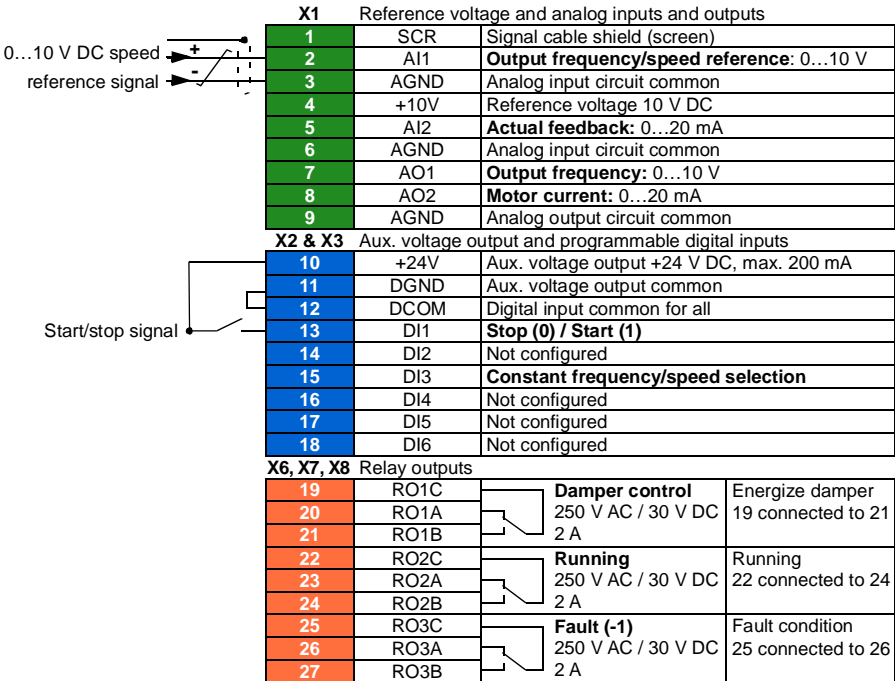 X1 Reference voltage and analog inputs and outputs
1 SCR Signal cable shield (screen)
0…10 V DC speed + 2 AI1 Output frequency/speed reference: 0…10 V
reference signal - 3 AGND Analog input circuit common
4 +10V Reference voltage 10 V DC
5 AI2 Actual feedback: 0…20 mA
6 AGND Analog input circuit common
7 AO1 Output frequency: 0…10 V
8 AO2 Motor current: 0…20 mA
9 AGND Analog output circuit common
X2 & X3 Aux. voltage output and programmable digital inputs
10 +24V Aux. voltage output +24 V DC, max. 200 mA
11 DGND Aux. voltage output common
12 DCOM Digital input common for all
Start/stop signal 13 DI1 Stop (0) / Start (1)
14 DI2 Not configured
15 DI3 Constant frequency/speed selection
16 DI4 Not configured
17 DI5 Not configured
18 DI6 Not configured
X6, X7, X8 Relay outputs
19 RO1C Damper control Energize damper
20 RO1A 250 V AC / 30 V DC 19 connected to 21
21 RO1B 2 A
22 RO2C Running Running
23 RO2A 250 V AC / 30 V DC 22 connected to 24
24 RO2B 2 A
25 RO3C Fault (-1) Fault condition
26 RO3A 250 V AC / 30 V DC 25 connected to 26
27 RO3B 2 A